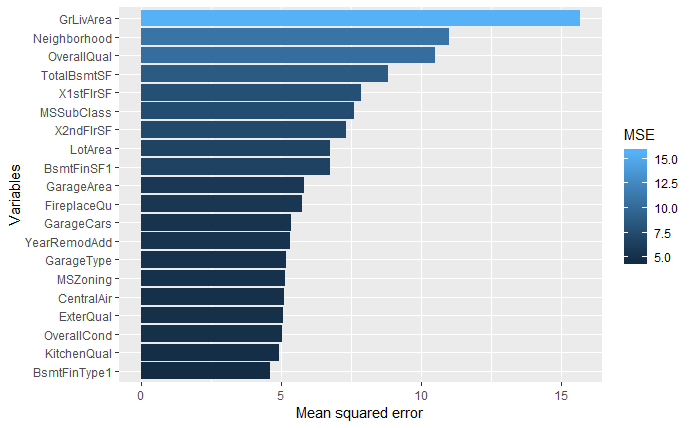 GrLivArea
Neighborhood
OverallQual
TotalBsmtSF
X1stFlrSF
MSSubClass
X2ndFlrSF
LotArea
BsmtFinSF1
GarageArea
FireplaceQu
GarageCars
YearRemodAdd
GarageType
MSZoning
CentralAir
ExterQual
OverallCond
KitchenQual
BsmtFinType1
Variables
0 5 10 15
Mean squared error
MSE
15.0
12.5
10.0
7.5
5.0